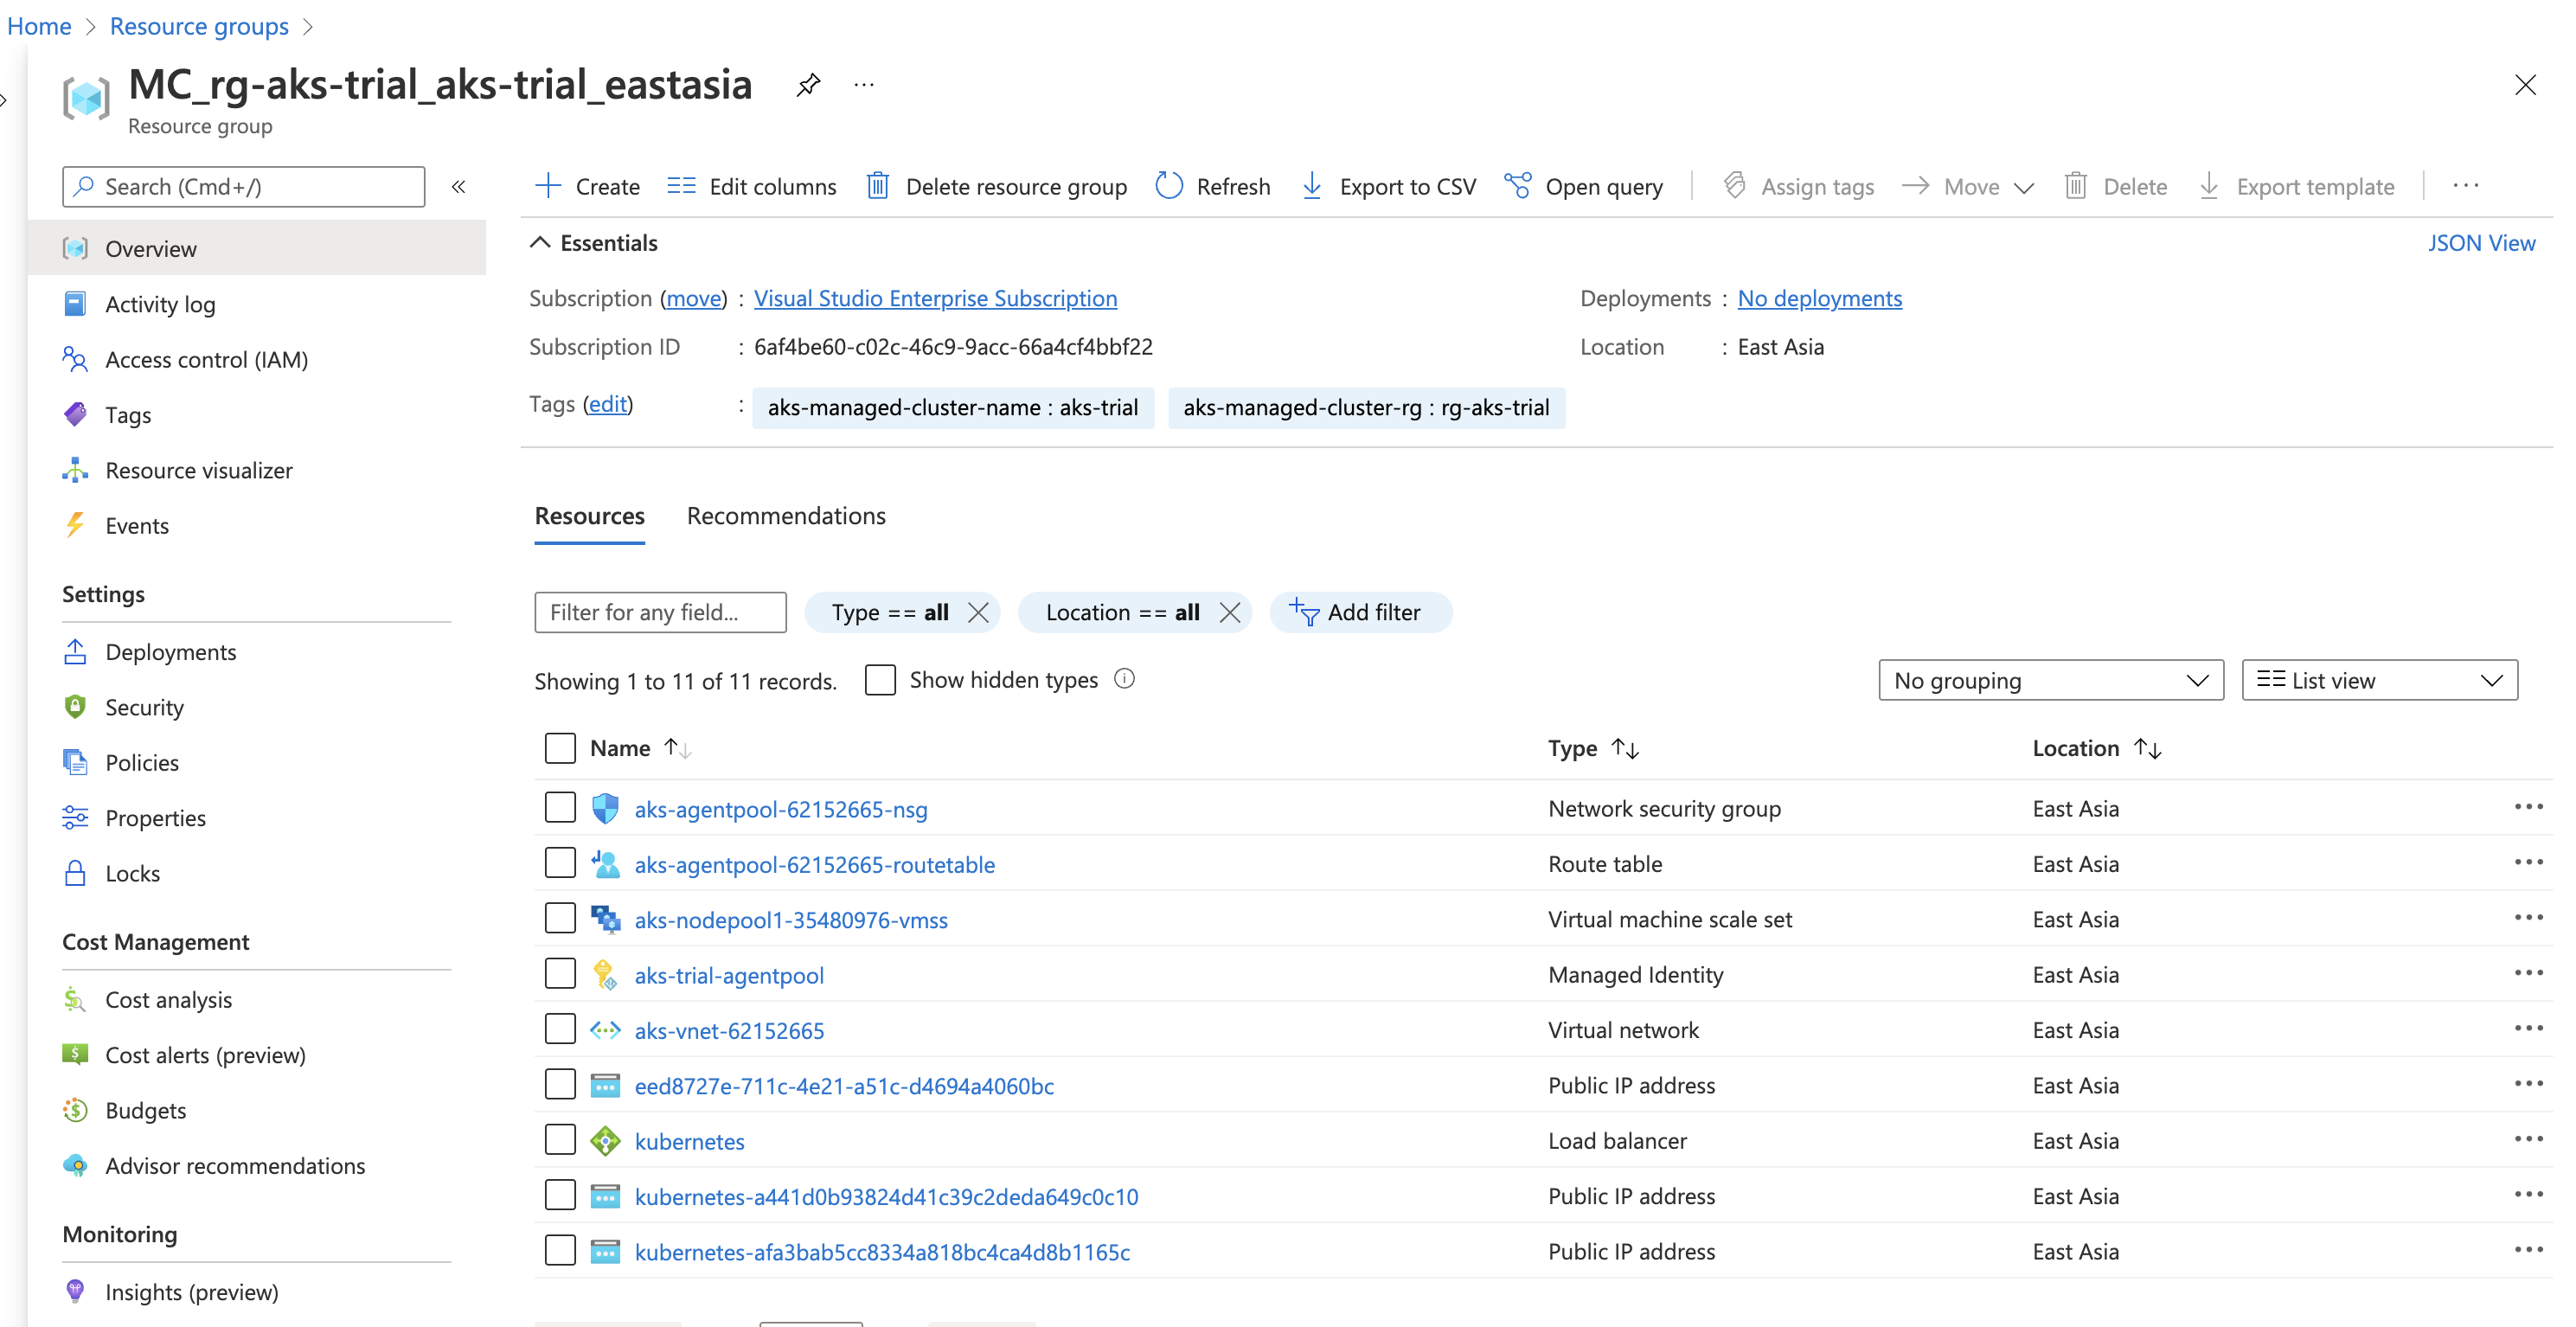 Home > Resource groups >
MC_rg-aks-trial_aks-trial_eastasia
Resource group
Search (Cmd+/)
Overview
Activity log
Access control (IAM)
Tags
Resource visualizer
Events
Settings
Deployments
Security
Policies
Properties
Locks
Cost Management
Cost analysis
Cost alerts (preview)
Budgets
Advisor recommendations
Monitoring
Insights (preview)
Create Edit columns Delete resource group Refresh Export to CSV Open query Assign tags Move Delete Export template
Essentials JSON View
Subscription (move) : Visual Studio Enterprise Subscription Deployments : No deployments
Subscription ID : 6af4be60-c02c-46c9-9acc-66a4cf4bbf22 Location : East Asia
Tags (edit) : aks-managed-cluster-name : aks-trial aks-managed-cluster-rg : rg-aks-trial
Resources Recommendations
Filter for any field... Type == all Location == all Add filter
Showing 1 to 11 of 11 records. Show hidden types No grouping List view
Name Type Location
aks-agentpool-62152665-nsg Network security group East Asia
aks-agentpool-62152665-routetable Route table East Asia
aks-nodepool1-35480976-vmss Virtual machine scale set East Asia
aks-trial-agentpool Managed Identity East Asia
aks-vnet-62152665 Virtual network East Asia
eed8727e-711c-4e21-a51c-d4694a4060bc Public IP address East Asia
kubernetes Load balancer East Asia
kubernetes-a441d0b93824d41c39c2deda649c0c10 Public IP address East Asia
kubernetes-afa3bab5cc8334a818bc4ca4d8b1165c Public IP address East Asia